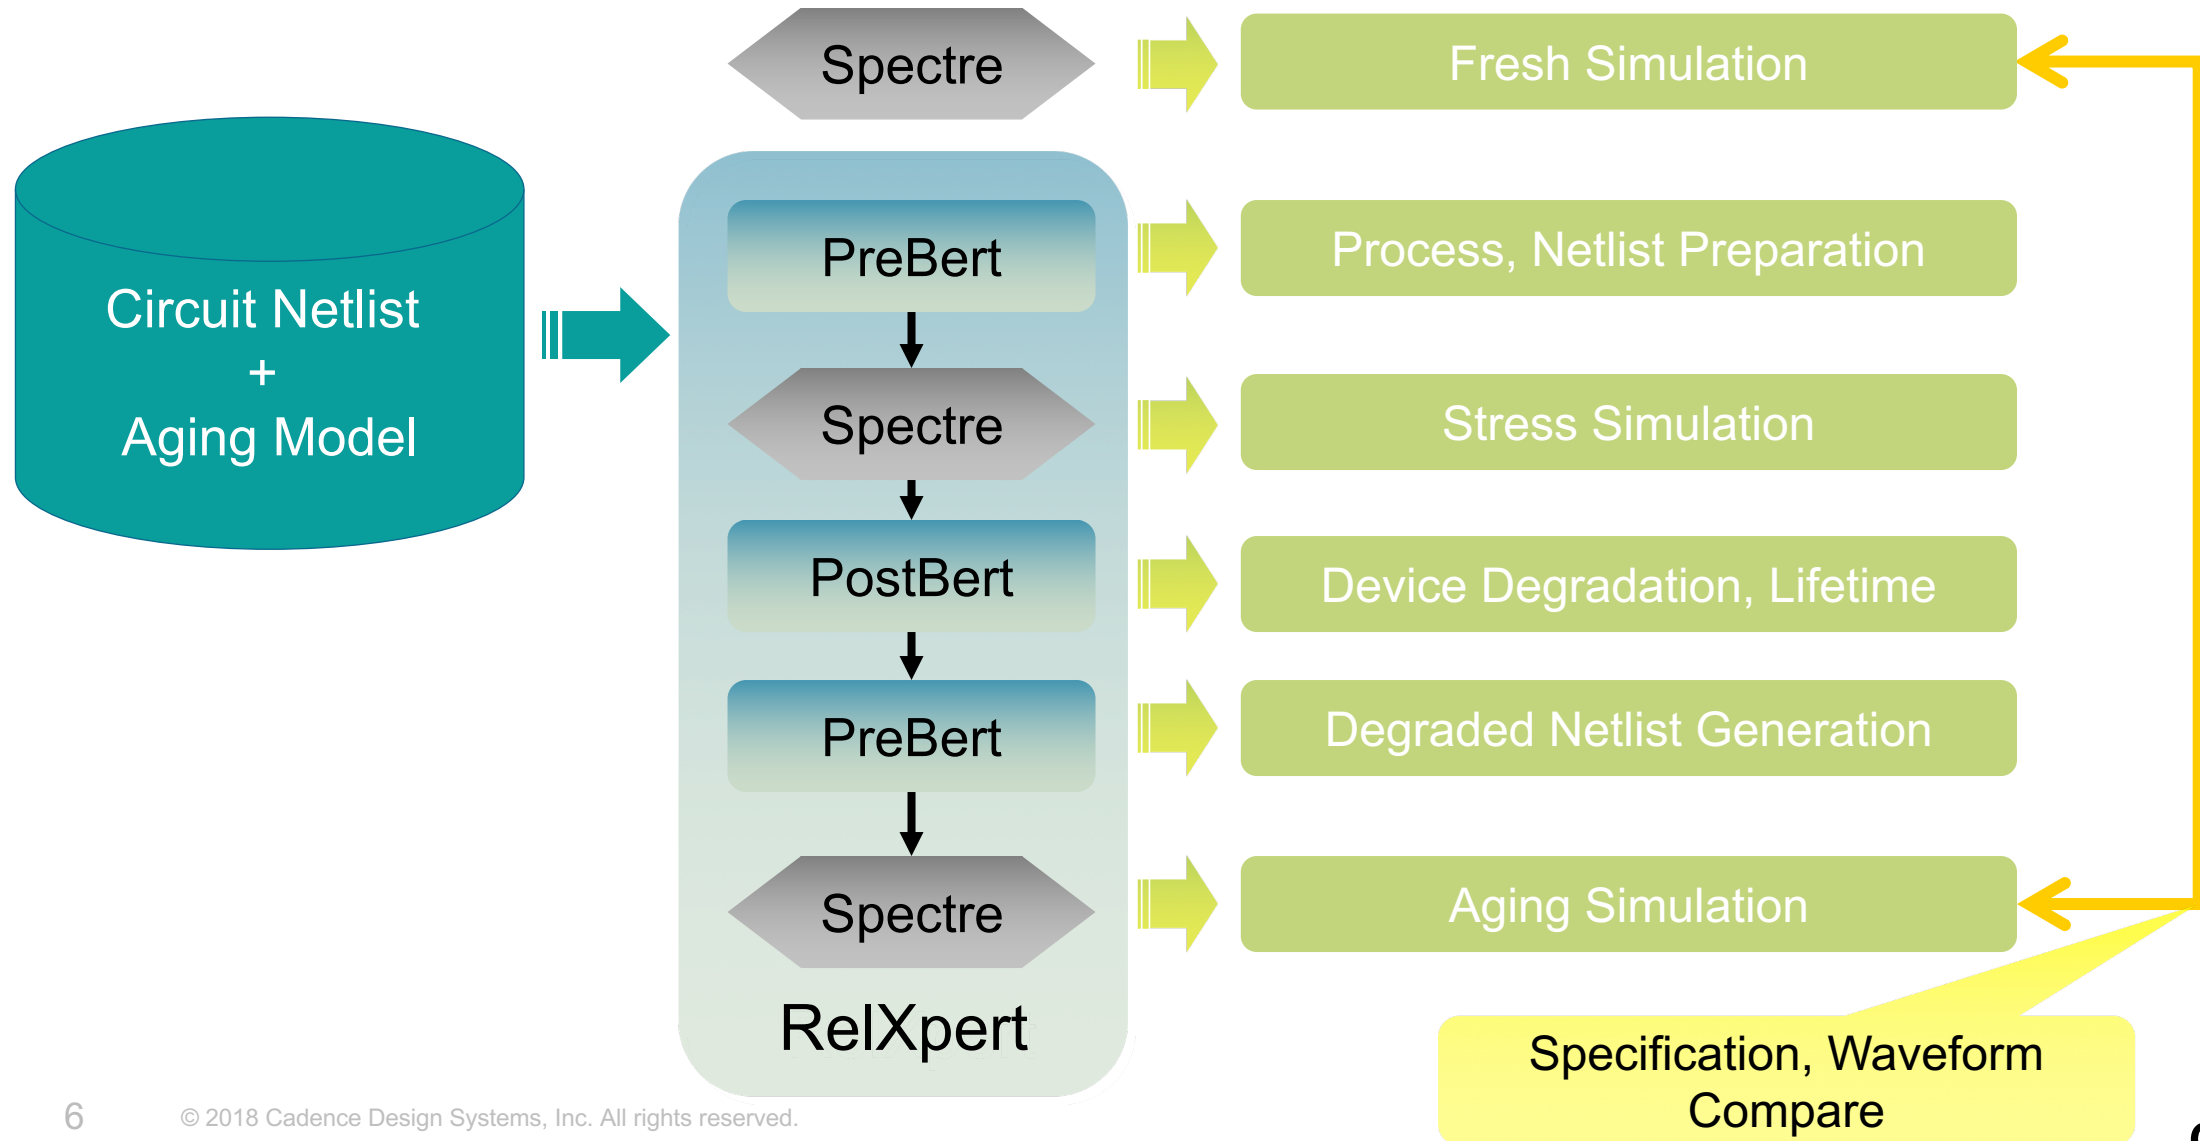 Spectre
Fresh Simulation
Circuit Netlist
+
Aging Model
PreBert
Process, Netlist Preparation
Spectre
Stress Simulation
PostBert
Device Degradation, Lifetime
PreBert
Degraded Netlist Generation
Spectre
Aging Simulation
RelXpert
Specification, Waveform
Compare
6
© 2018 Cadence Design Systems, Inc. All rights reserved.